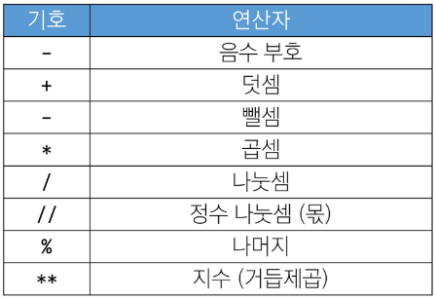 기호 연산자
- 음수 부호
+ 덧셈
- 뺄셈
* 곱셈
/ 나눗셈
// 정수 나눗셈 (몫)
% 나머지
** 지수 (거듭제곱)